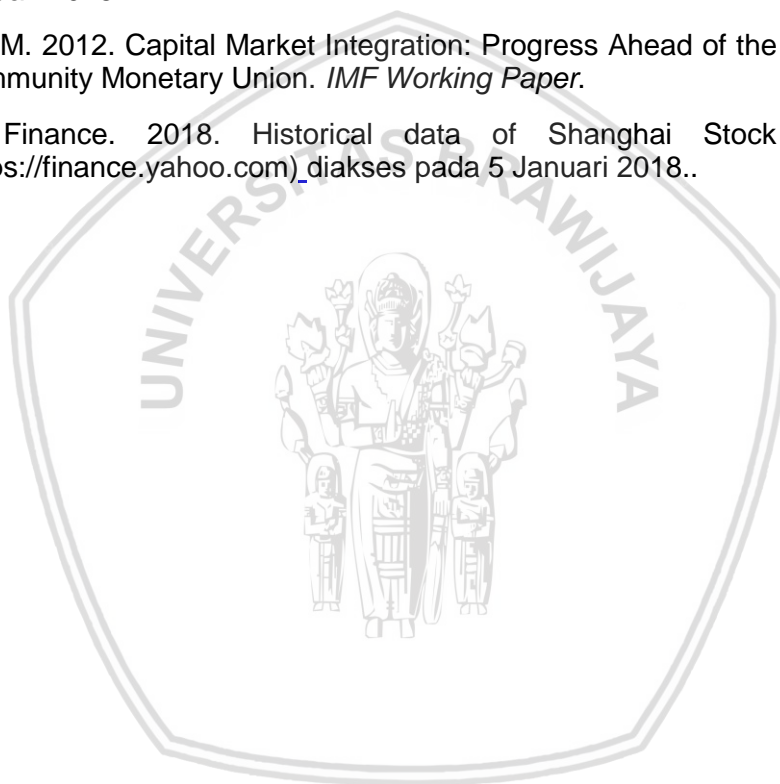 M. 2012. Capital Market Integration: Progress Ahead of the
mmunity Monetary Union. IMF Working Paper.
Finance. 2018. Historical data of Shanghai Stock
os://finance.yahoo.com) diakses pada 5 Januari 2018..
UNIVERSITAS BRAWIJAYA